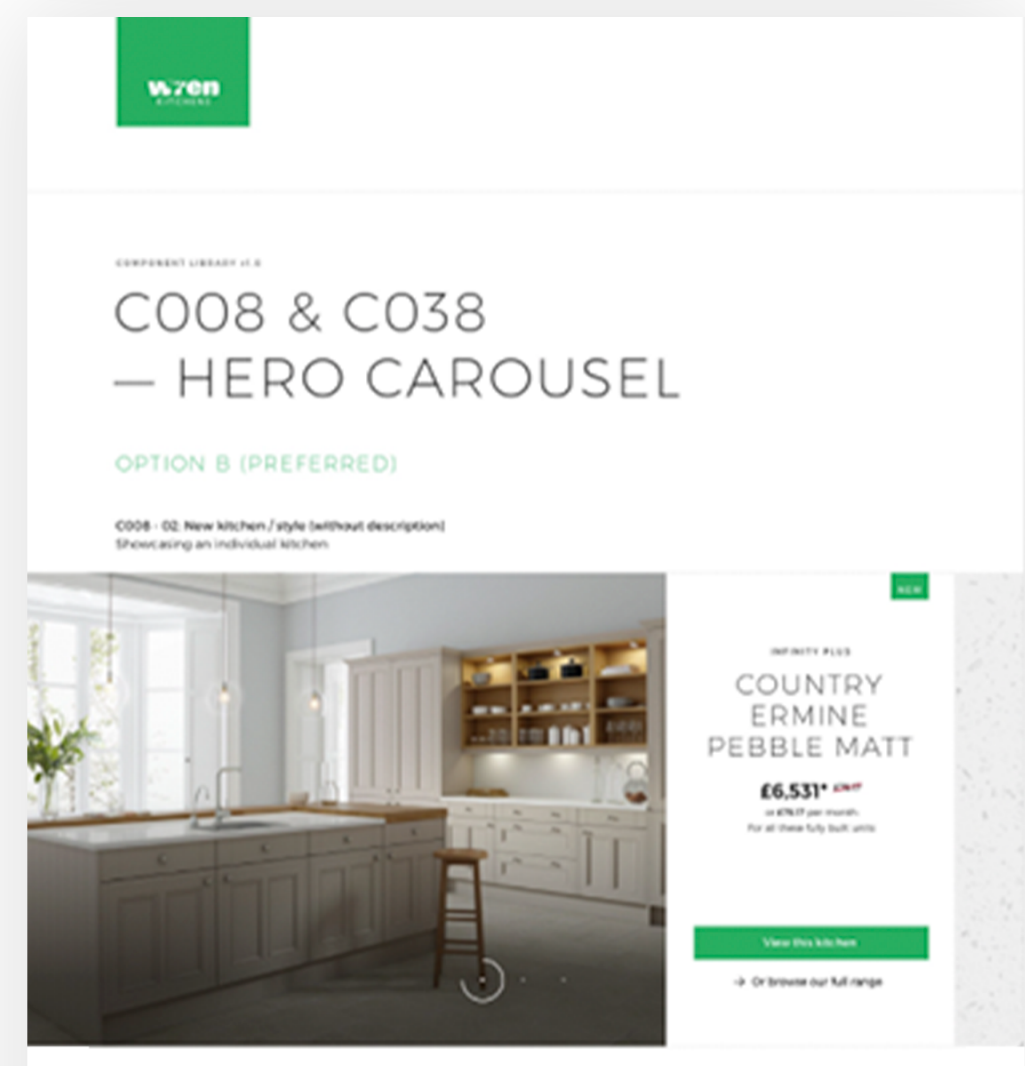 wren
KITCHENS
COMPONENT LIBRARY v1.0
C008 & C038
— HERO CAROUSEL
OPTION B (PREFERRED)
C008 - 02: New kitchen / style (without description)
Showcasing an individual kitchen
NEW
INFINITY PLUS
COUNTRY
ERMINE
PEBBLE MATT
£6,531*
per month
For all these fully built units
View this kitchen
→ Or browse our full range